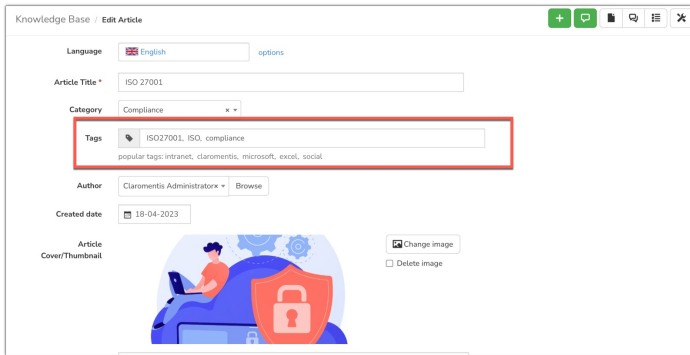 Knowledge Base / Edit Article
Language English options
Article Title * ISO 27001
Category Compliance x
Tags ISO27001, ISO, compliance
popular tags: intranet, claromentis, microsoft, excel, social
Author Claromentis Administrator x Browse
Created date 18-04-2023
Article
Cover/Thumbnail
Change image
Delete image